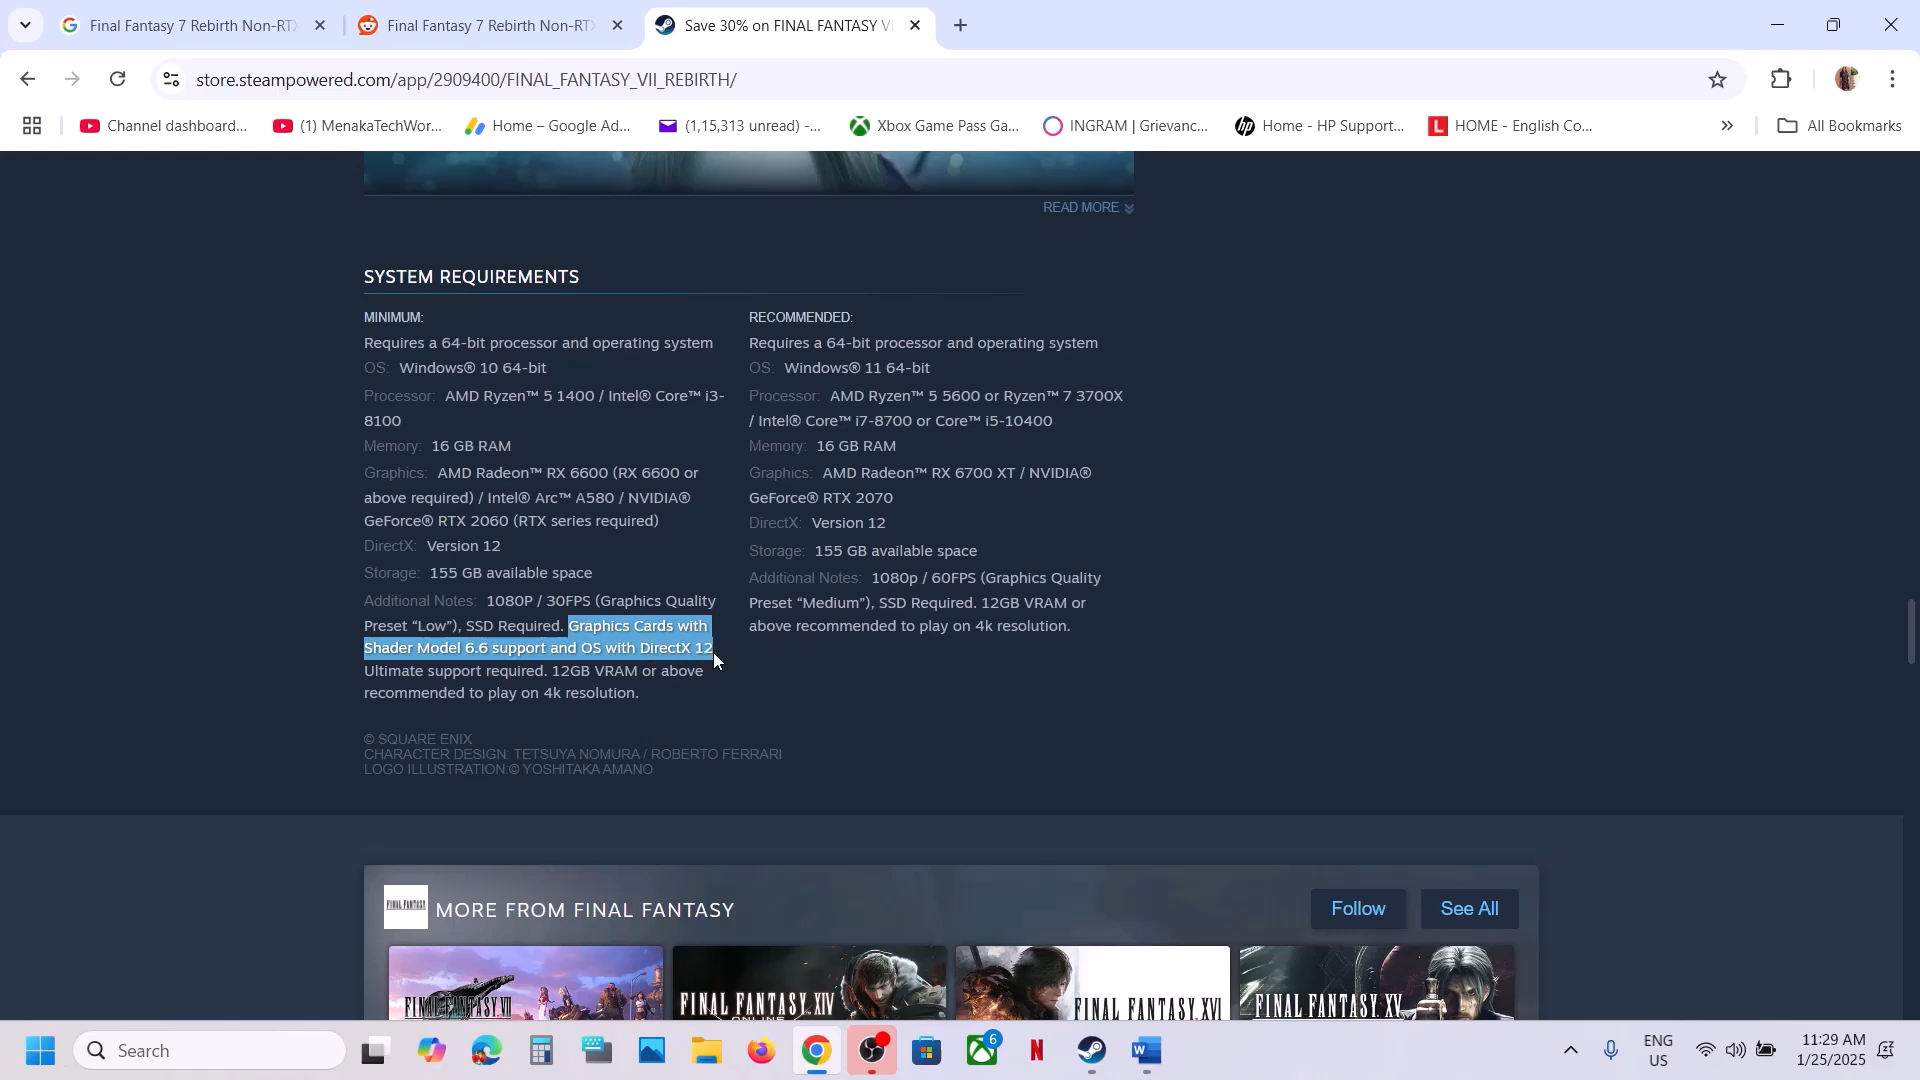 Final Fantasy 7 Rebirth Non-RTX
Final Fantasy 7 Rebirth Non-RTX
Save 30% on FINAL FANTASY VI
store.steampowered.com/app/2909400/FINAL_FANTASY_VII_REBIRTH/
Channel dashboard...
(1) MenakaTechWor...
Home – Google Ad...
(1,15,313 unread) -...
Xbox Game Pass Ga...
INGRAM | Grievanc...
Home - HP Support...
HOME - English Co...
All Bookmarks
READ MORE
SYSTEM REQUIREMENTS
MINIMUM:
Requires a 64-bit processor and operating system
OS: Windows® 10 64-bit
Processor: AMD Ryzen™ 5 1400 / Intel® Core™ i3-
8100
Memory: 16 GB RAM
Graphics: AMD Radeon™ RX 6600 (RX 6600 or
above required) / Intel® Arc™ A580 / NVIDIA®
GeForce® RTX 2060 (RTX series required)
DirectX: Version 12
Storage: 155 GB available space
Additional Notes: 1080P / 30FPS (Graphics Quality
Preset “Low”), SSD Required. Graphics Cards with
Shader Model 6.6 support and OS with DirectX 12
Ultimate support required. 12GB VRAM or above
recommended to play on 4k resolution.
RECOMMENDED:
Requires a 64-bit processor and operating system
OS: Windows® 11 64-bit
Processor: AMD Ryzen™ 5 5600 or Ryzen™ 7 3700X
/ Intel® Core™ i7-8700 or Core™ i5-10400
Memory: 16 GB RAM
Graphics: AMD Radeon™ RX 6700 XT / NVIDIA®
GeForce® RTX 2070
DirectX: Version 12
Storage: 155 GB available space
Additional Notes: 1080p / 60FPS (Graphics Quality
Preset “Medium”), SSD Required. 12GB VRAM or
above recommended to play on 4k resolution.
© SQUARE ENIX
CHARACTER DESIGN: TETSUYA NOMURA / ROBERTO FERRARI
LOGO ILLUSTRATION:© YOSHITAKA AMANO
FINAL FANTASY
MORE FROM FINAL FANTASY
Follow
See All
FINAL FANTASY VII
FINAL FANTASY XIV
ONLINE
FINAL FANTASY XVI
FINAL FANTASY XV
Search
6
ENG
US
11:29 AM
1/25/2025